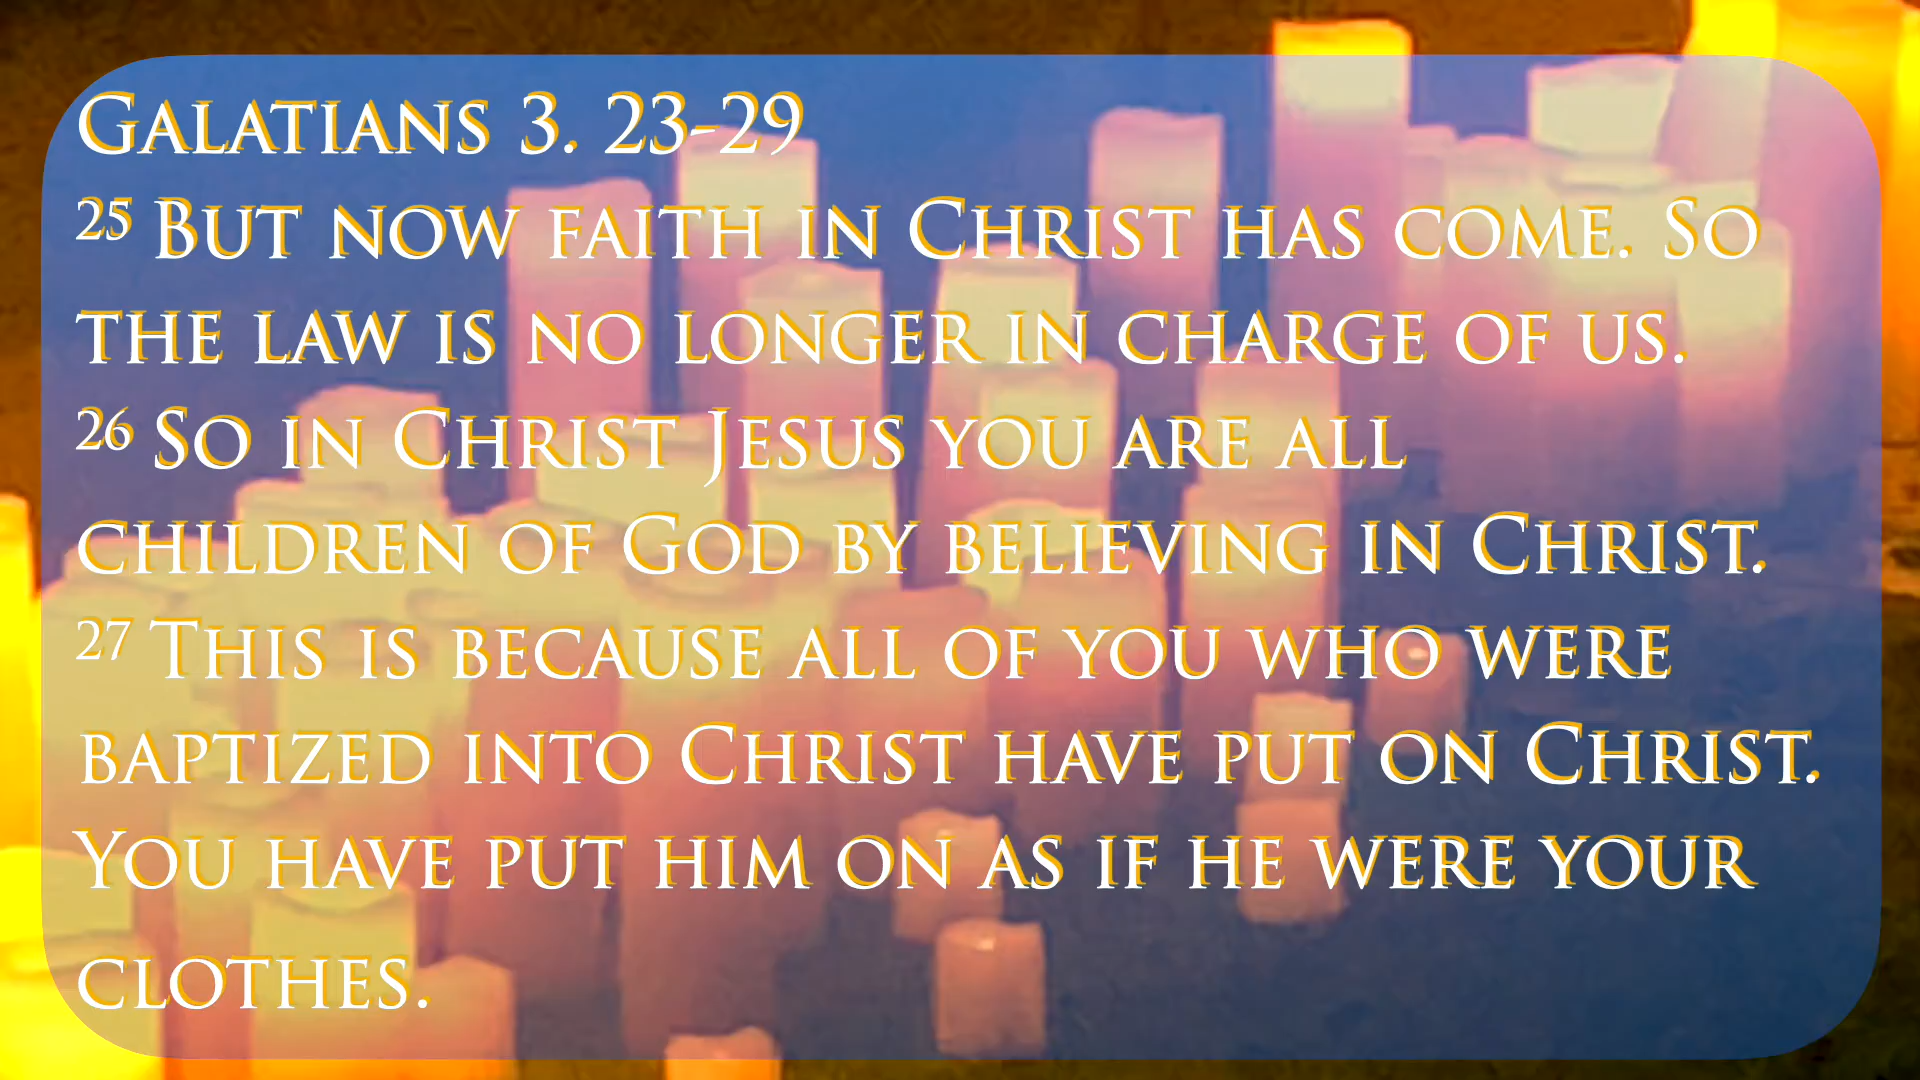 Galatians 3. 23-29
25 But now faith in Christ has come. So
the law is no longer in charge of us.
26 So in Christ Jesus you are all
children of God by believing in Christ.
27 This is because all of you who were
baptized into Christ have put on Christ.
You have put him on as if he were your
clothes.